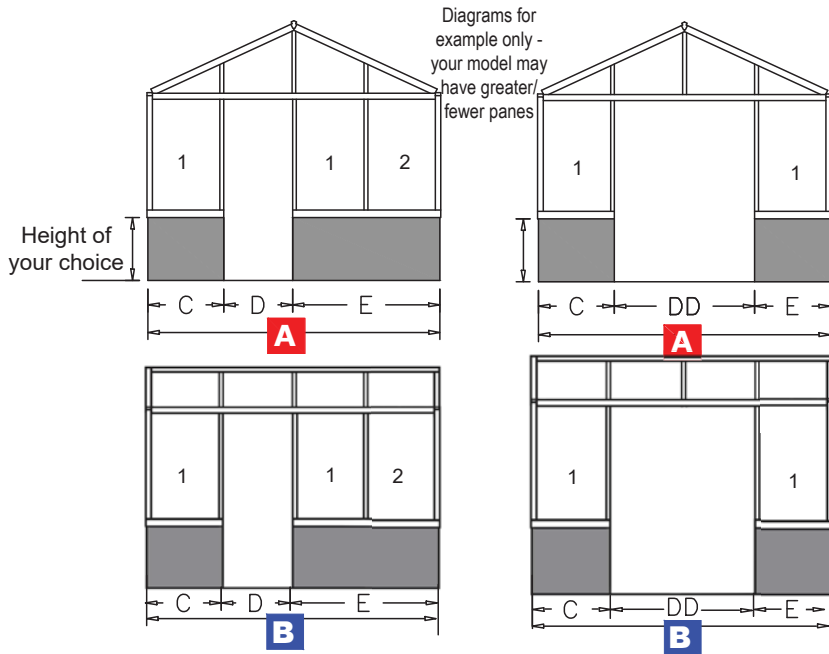 Diagrams for
example only -
your model may
have greater/
fewer panes
1 1 2
1 1
Height of
your choice
C D E
A
C DD E
A
1 1 2
1 1
C D E
B
C DD E
B